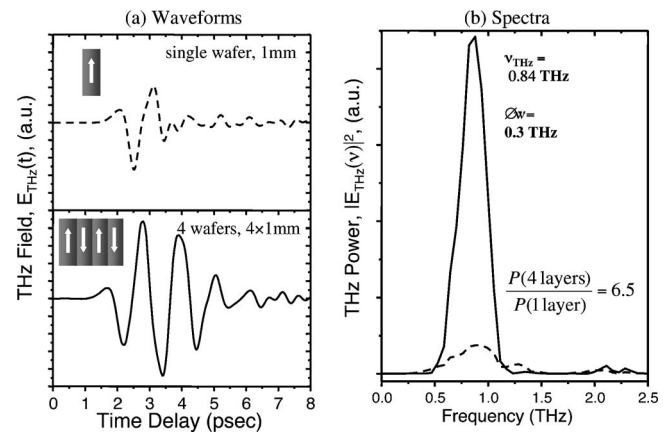 (a) Waveforms
single wafer, 1mm
4 wafers, 4×1mm
THz Field, E_THz(t), (a.u.)
0 1 2 3 4 5 6 7 8
Time Delay (psec)
(b) Spectra
ν_THz =
0.84 THz
∅w =
0.3 THz
P(4 layers)
P(1 layer)
= 6.5
THz Power, |E_THz(ν)|², (a.u.)
0.0 0.5 1.0 1.5 2.0 2.5
Frequency (THz)